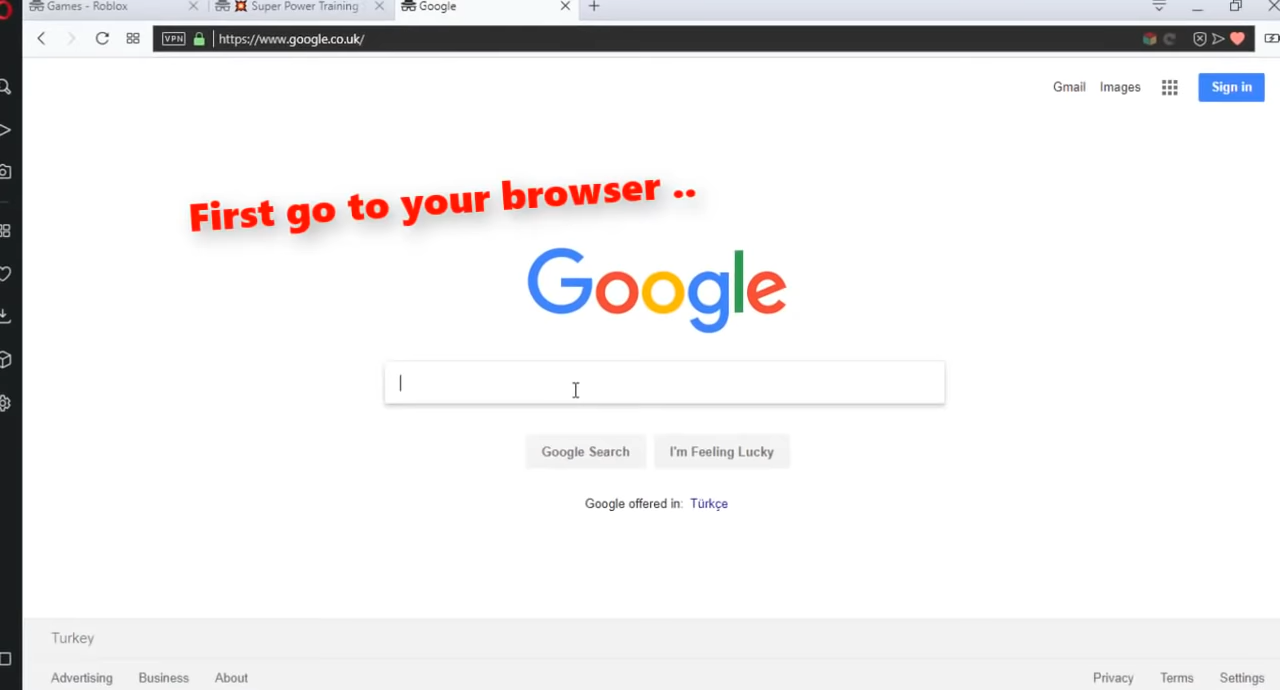 Games - Roblox
Super Power Training
Google
VPN
https://www.google.co.uk/
Gmail Images Sign in
First go to your browser ..
Google
Google Search I'm Feeling Lucky
Google offered in: Türkçe
Turkey
Advertising Business About Privacy Terms Settings